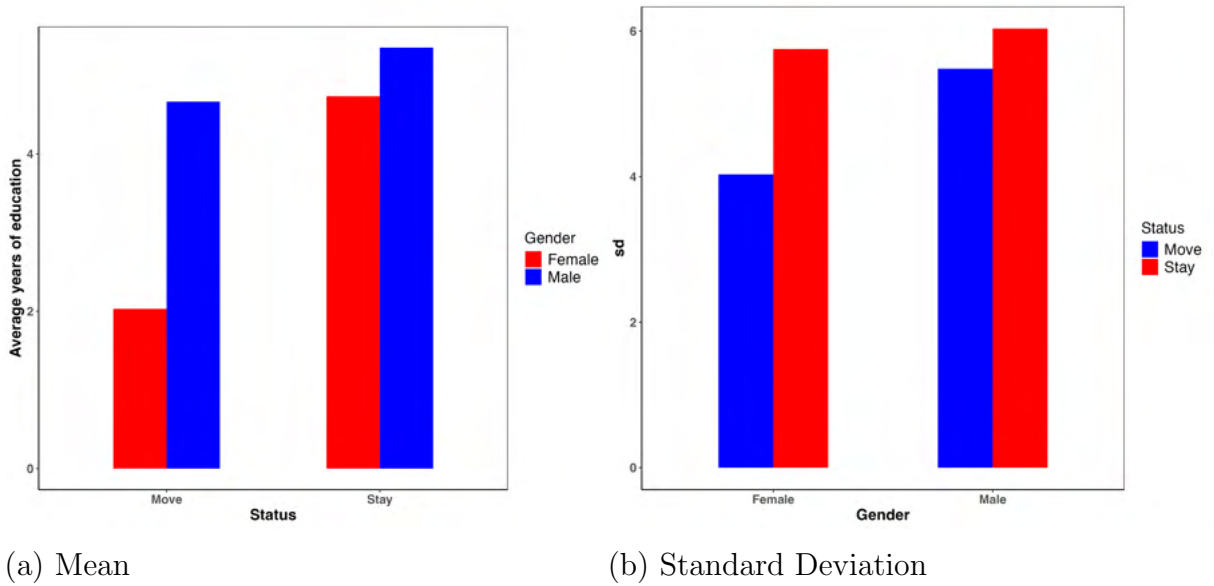 Average years of education
4
2
0
Move
Stay
Status
Gender
Female
Male
(a) Mean
sd
6
4
2
0
Female
Male
Gender
Status
Move
Stay
(b) Standard Deviation